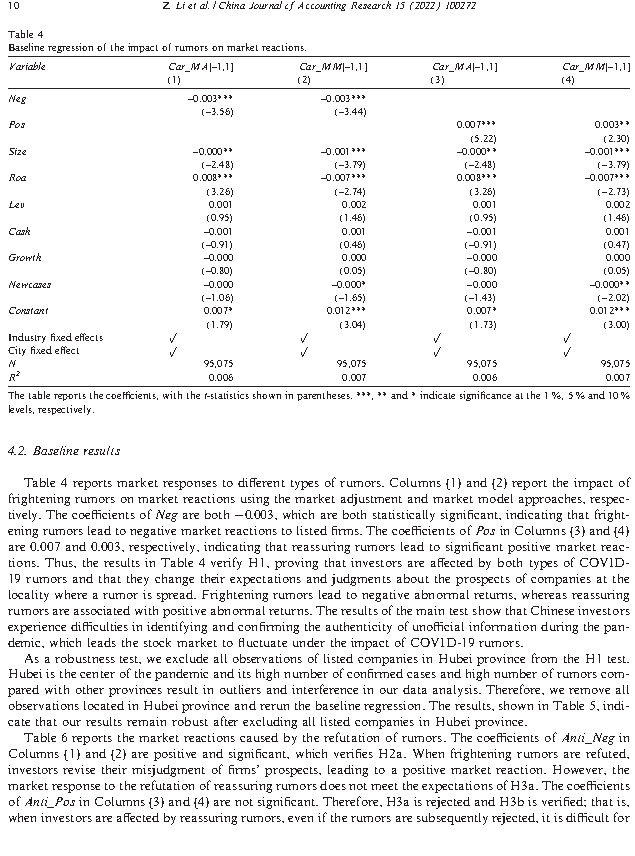 10 Z. Li et al. / China Journal of Accounting Research 15 (2022) 100272
Table 4
Baseline regression of the impact of rumors on market reactions.
Variable Car_MA[−1,1] Car_MM[−1,1] Car_MA[−1,1] Car_MM[−1,1]
(1) (2) (3) (4)
Neg −0.003*** −0.003***
(−3.56) (−3.44)
Pos 0.007*** 0.003**
(5.22) (2.30)
Size −0.000** −0.001*** −0.000** −0.001***
(−2.48) (−3.79) (−2.48) (−3.79)
Roa 0.008*** −0.007*** 0.008*** −0.007***
(3.26) (−2.74) (3.26) (−2.73)
Lev 0.001 0.002 0.001 0.002
(0.95) (1.46) (0.95) (1.46)
Cash −0.001 0.001 −0.001 0.001
(−0.91) (0.46) (−0.91) (0.47)
Growth −0.000 0.000 −0.000 0.000
(−0.80) (0.05) (−0.80) (0.05)
Newcases −0.000 −0.000* −0.000 −0.000**
(−1.06) (−1.65) (−1.43) (−2.02)
Constant 0.007* 0.012*** 0.007* 0.012***
(1.79) (3.04) (1.73) (3.00)
Industry fixed effects ✓ ✓ ✓ ✓
City fixed effect ✓ ✓ ✓ ✓
N 95,075 95,075 95,075 95,075
R² 0.006 0.007 0.006 0.007
The table reports the coefficients, with the t-statistics shown in parentheses. ***, ** and * indicate significance at the 1 %, 5 % and 10 %
levels, respectively.
4.2. Baseline results
Table 4 reports market responses to different types of rumors. Columns (1) and (2) report the impact of
frightening rumors on market reactions using the market adjustment and market model approaches, respec-
tively. The coefficients of Neg are both −0.003, which are both statistically significant, indicating that fright-
ening rumors lead to negative market reactions to listed firms. The coefficients of Pos in Columns (3) and (4)
are 0.007 and 0.003, respectively, indicating that reassuring rumors lead to significant positive market reac-
tions. Thus, the results in Table 4 verify H1, proving that investors are affected by both types of COVID-
19 rumors and that they change their expectations and judgments about the prospects of companies at the
locality where a rumor is spread. Frightening rumors lead to negative abnormal returns, whereas reassuring
rumors are associated with positive abnormal returns. The results of the main test show that Chinese investors
experience difficulties in identifying and confirming the authenticity of unofficial information during the pan-
demic, which leads the stock market to fluctuate under the impact of COVID-19 rumors.
As a robustness test, we exclude all observations of listed companies in Hubei province from the H1 test.
Hubei is the center of the pandemic and its high number of confirmed cases and high number of rumors com-
pared with other provinces result in outliers and interference in our data analysis. Therefore, we remove all
observations located in Hubei province and rerun the baseline regression. The results, shown in Table 5, indi-
cate that our results remain robust after excluding all listed companies in Hubei province.
Table 6 reports the market reactions caused by the refutation of rumors. The coefficients of Anti_Neg in
Columns (1) and (2) are positive and significant, which verifies H2a. When frightening rumors are refuted,
investors revise their misjudgment of firms' prospects, leading to a positive market reaction. However, the
market response to the refutation of reassuring rumors does not meet the expectations of H3a. The coefficients
of Anti_Pos in Columns (3) and (4) are not significant. Therefore, H3a is rejected and H3b is verified; that is,
when investors are affected by reassuring rumors, even if the rumors are subsequently rejected, it is difficult for